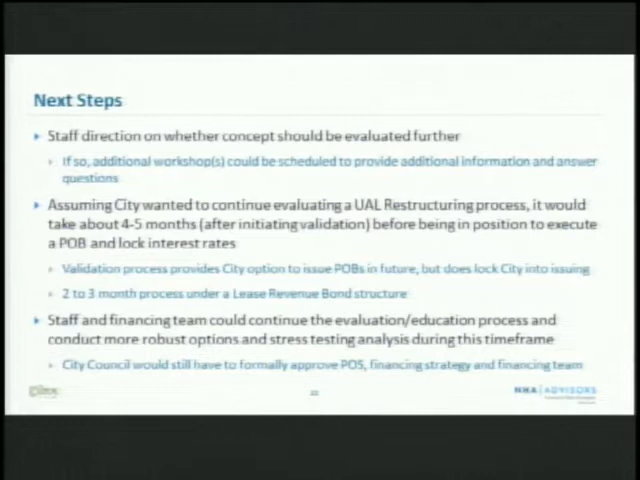 Next Steps
Staff direction on whether concept should be evaluated further
If so, additional workshop(s) could be scheduled to provide additional information and answer
questions
Assuming City wanted to continue evaluating a UAL Restructuring process, it would
take about 4-5 months (after initiating validation) before being in position to execute
a POB and lock interest rates
Validation process provides City option to issue POBs in future, but does lock City into issuing
2 to 3 month process under a Lease Revenue Bond structure
Staff and financing team could continue the evaluation/education process and
conduct more robust options and stress testing analysis during this timeframe
City Council would still have to formally approve POS, financing strategy and financing team
NHA | ADVISORS